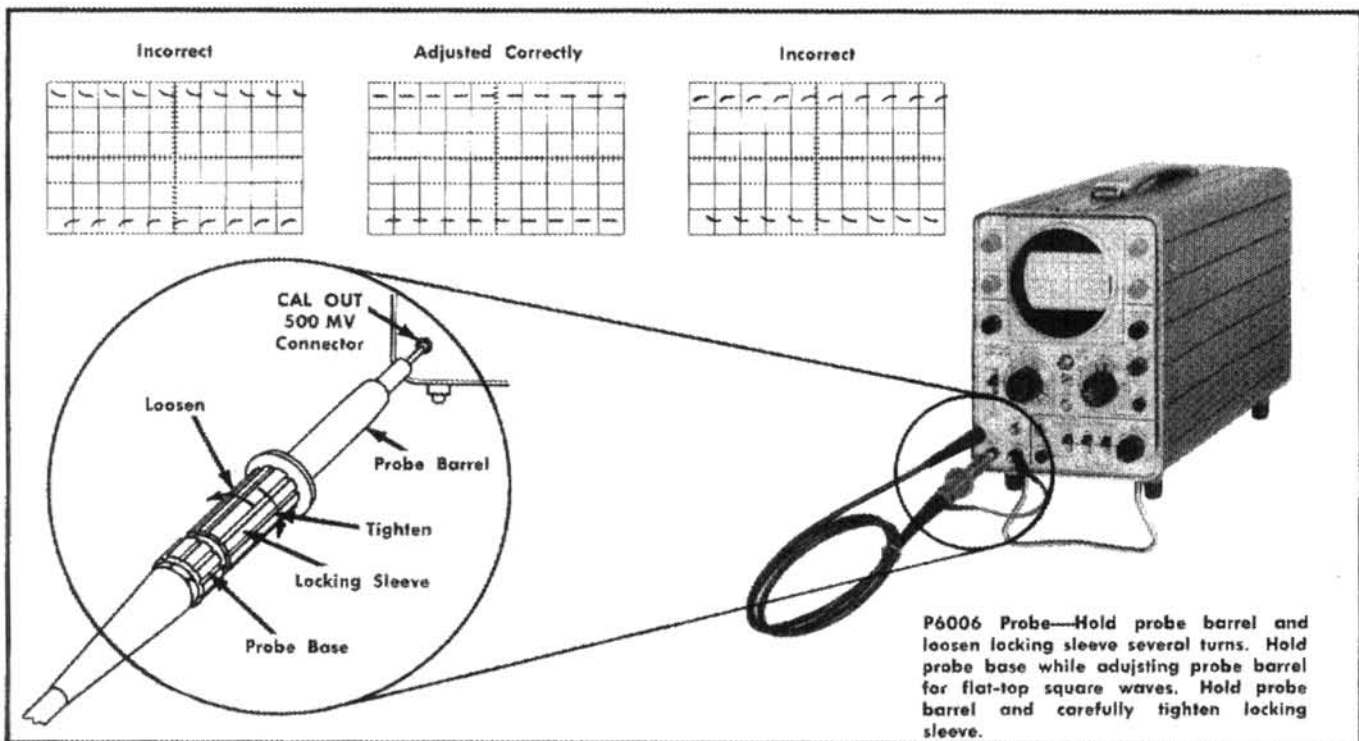 Incorrect
Adjusted Correctly
Incorrect
CAL OUT
500 MV
Connector
Loosen
Probe Barrel
Tighten
Locking Sleeve
Probe Base
P6006 Probe—Hold probe barrel and
loosen locking sleeve several turns. Hold
probe base while adujsting probe barrel
for flat-top square waves. Hold probe
barrel and carefully tighten locking
sleeve.